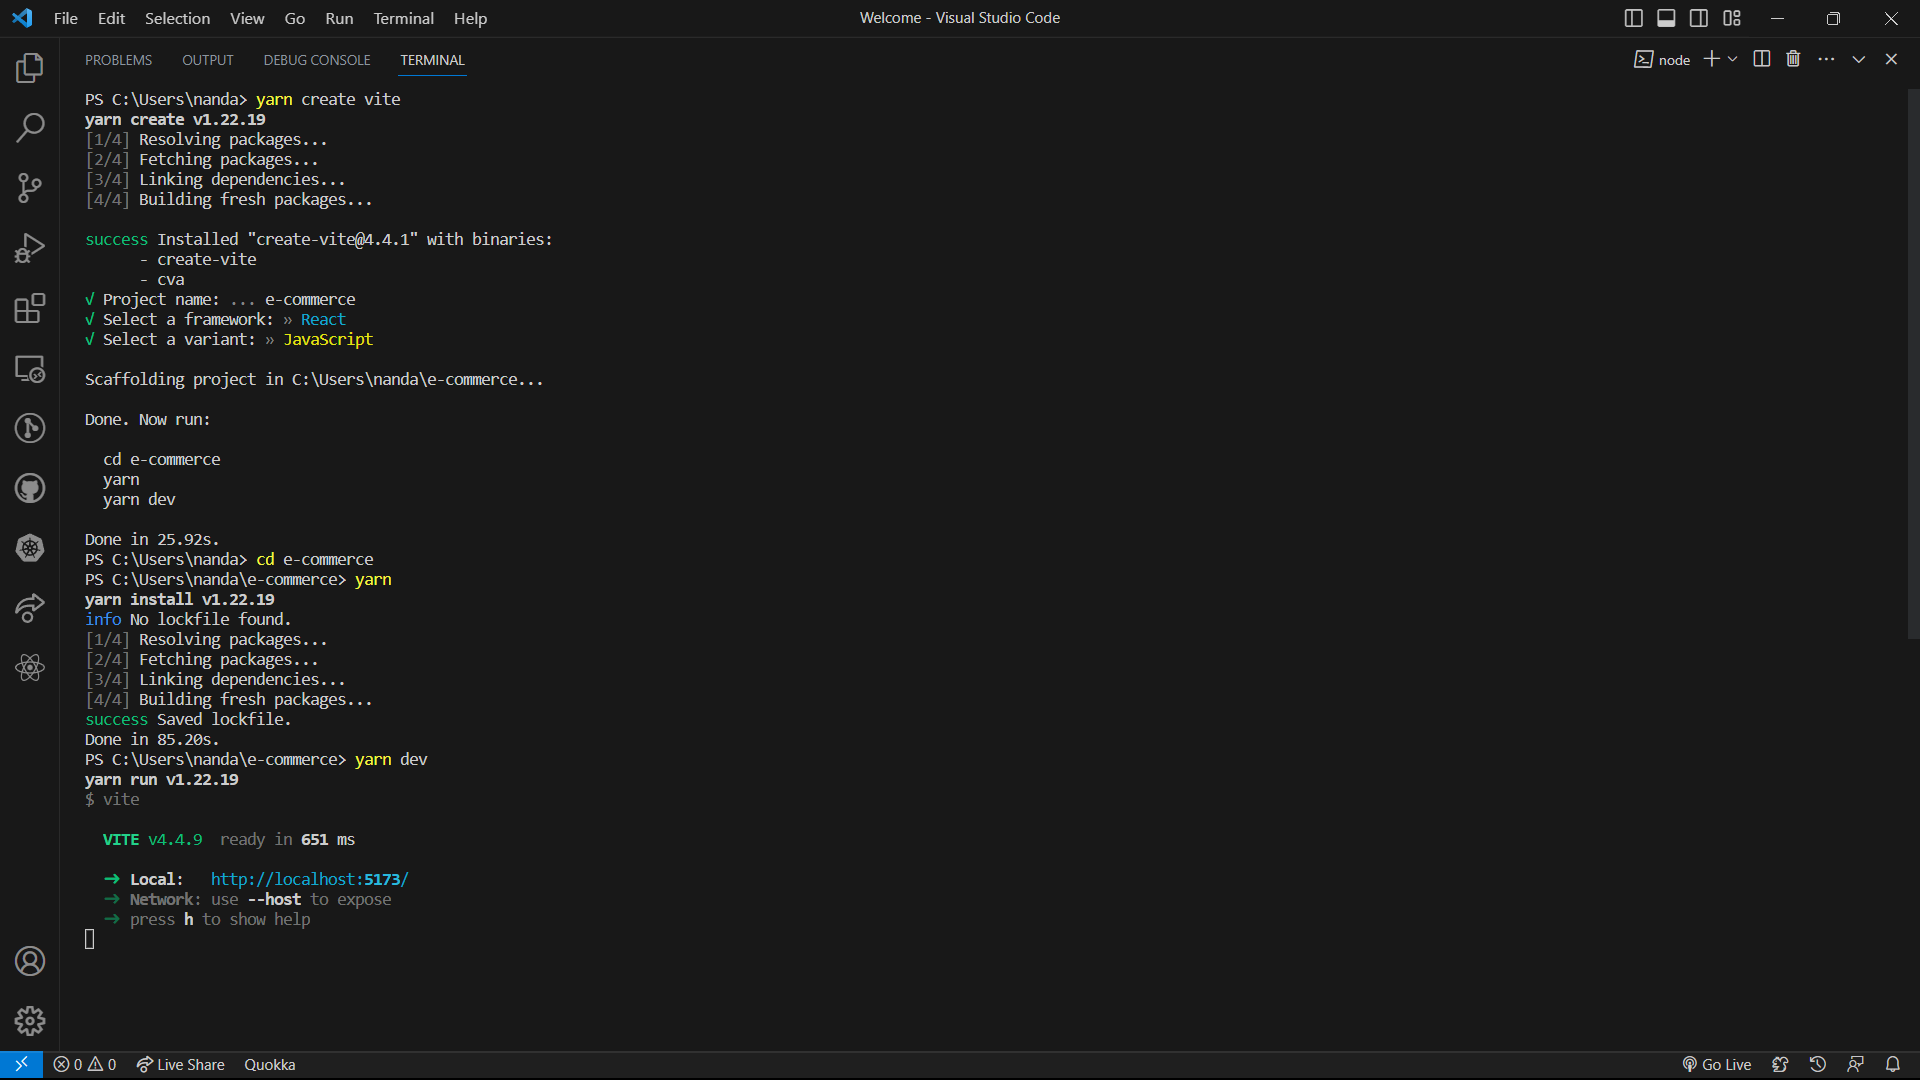 File Edit Selection View Go Run Terminal Help
Welcome - Visual Studio Code
PROBLEMS OUTPUT DEBUG CONSOLE TERMINAL
node
PS C:\Users\nanda> yarn create vite
yarn create v1.22.19
[1/4] Resolving packages...
[2/4] Fetching packages...
[3/4] Linking dependencies...
[4/4] Building fresh packages...
success Installed "create-vite@4.4.1" with binaries:
- create-vite
- cva
√ Project name: ... e-commerce
√ Select a framework: » React
√ Select a variant: » JavaScript
Scaffolding project in C:\Users\nanda\e-commerce...
Done. Now run:
cd e-commerce
yarn
yarn dev
Done in 25.92s.
PS C:\Users\nanda> cd e-commerce
PS C:\Users\nanda\e-commerce> yarn
yarn install v1.22.19
info No lockfile found.
[1/4] Resolving packages...
[2/4] Fetching packages...
[3/4] Linking dependencies...
[4/4] Building fresh packages...
success Saved lockfile.
Done in 85.20s.
PS C:\Users\nanda\e-commerce> yarn dev
yarn run v1.22.19
$ vite
VITE v4.4.9 ready in 651 ms
➜ Local: http://localhost:5173/
➜ Network: use --host to expose
➜ press h to show help
0 0 Live Share Quokka
Go Live